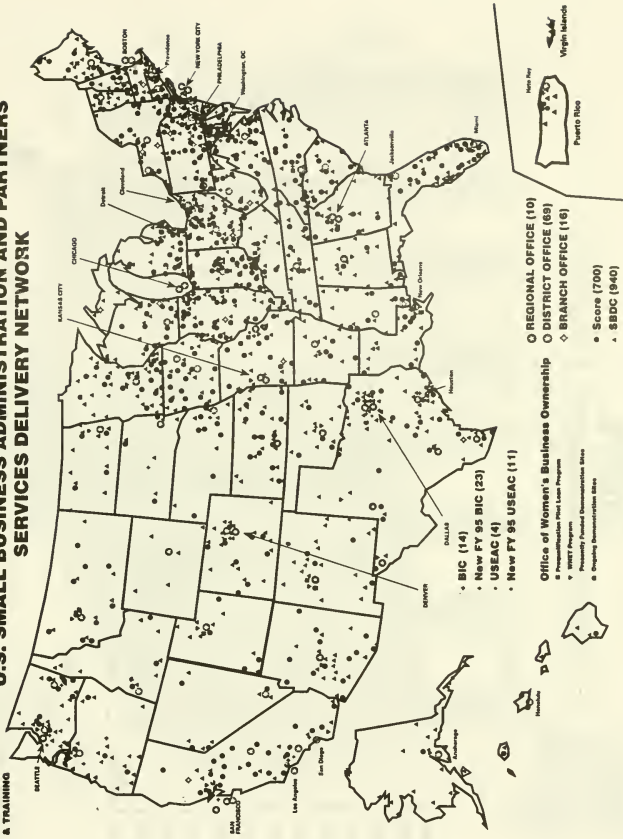 & TRAINING
U.S. SMALL BUSINESS ADMINISTRATION AND PARTNERS
SERVICES DELIVERY NETWORK
SEATTLE
SAN FRANCISCO
Los Angeles
San Diego
DENVER
DALLAS
Houston
KANSAS CITY
CHICAGO
Detroit
Cleveland
BOSTON
Providence
NEW YORK CITY
PHILADELPHIA
Washington, DC
ATLANTA
Jacksonville
Miami
New Orleans
Anchorage
Honolulu
Hato Rey
Puerto Rico
Virgin Islands
BIC (14)
New FY 95 BIC (23)
USEAC (4)
New FY 95 USEAC (11)
Office of Women's Business Ownership
Prequalification Pilot Loan Program
WNET Program
Presently Funded Demonstration Sites
Ongoing Demonstration Sites
REGIONAL OFFICE (10)
DISTRICT OFFICE (69)
BRANCH OFFICE (16)
Score (700)
SBDC (940)